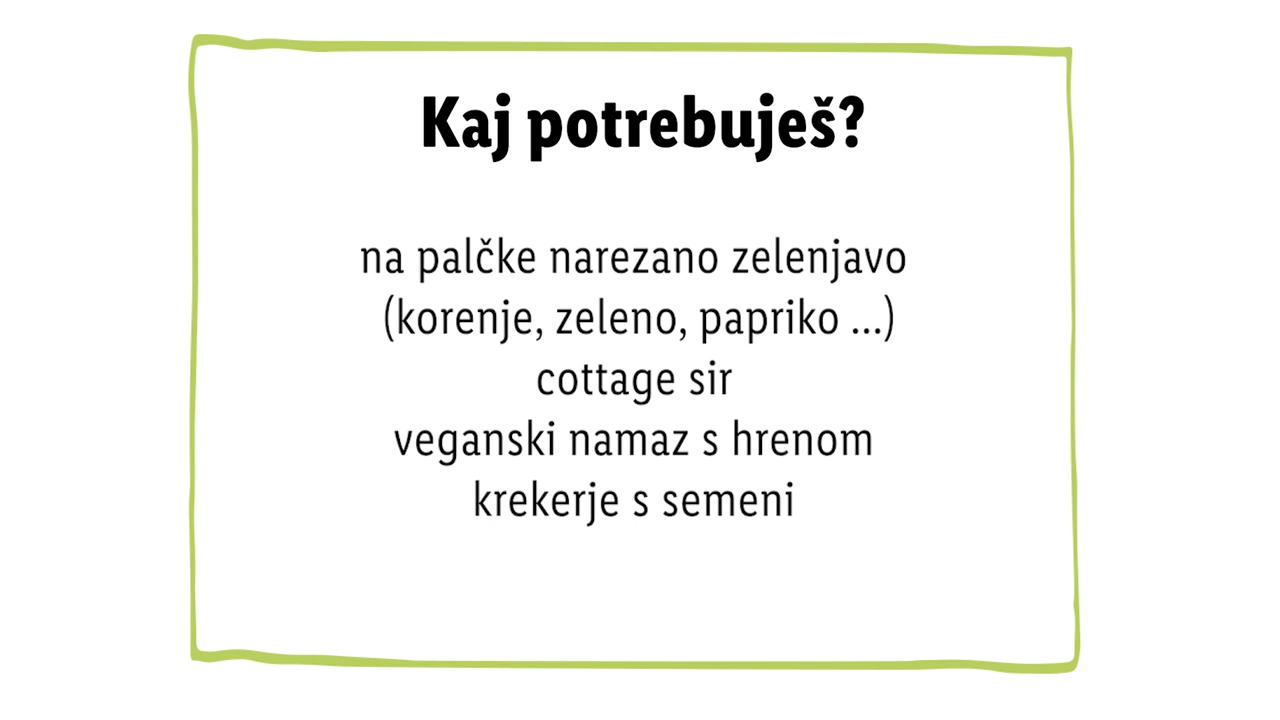 Kaj potrebuješ?
na palčke narezano zelenjavo
(korenje, zeleno, papriko ...)
cottage sir
veganski namaz s hrenom
krekerje s semeni